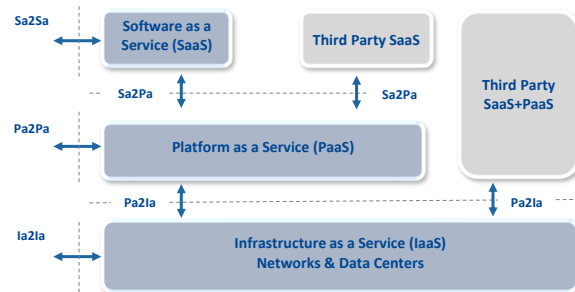 Sa2Sa
Software as a
Service (SaaS)
Third Party SaaS
Third Party
SaaS+PaaS
Sa2Pa
Sa2Pa
Pa2Pa
Platform as a Service (PaaS)
Pa2Ia
Pa2Ia
Ia2Ia
Infrastructure as a Service (IaaS)
Networks & Data Centers